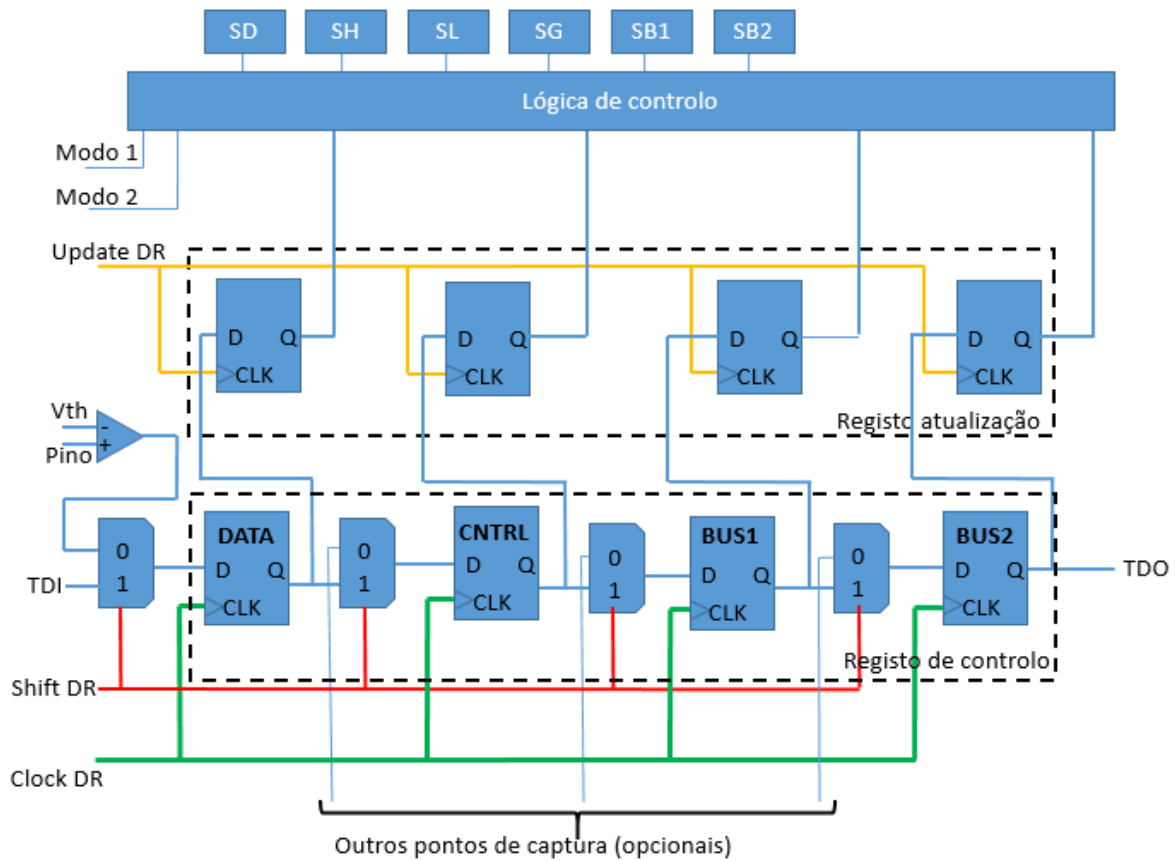 SD SH SL SG SB1 SB2
Lógica de controlo
Modo 1
Modo 2
Update DR
D Q D Q D Q D Q
CLK CLK CLK CLK
Vth
Pino
-
+
Registo atualização
DATA CNTRL BUS1 BUS2
0 0 0 0
1 1 1 1
D Q D Q D Q D Q
CLK CLK CLK CLK
TDI
TDO
Registo de controlo
Shift DR
Clock DR
Outros pontos de captura (opcionais)